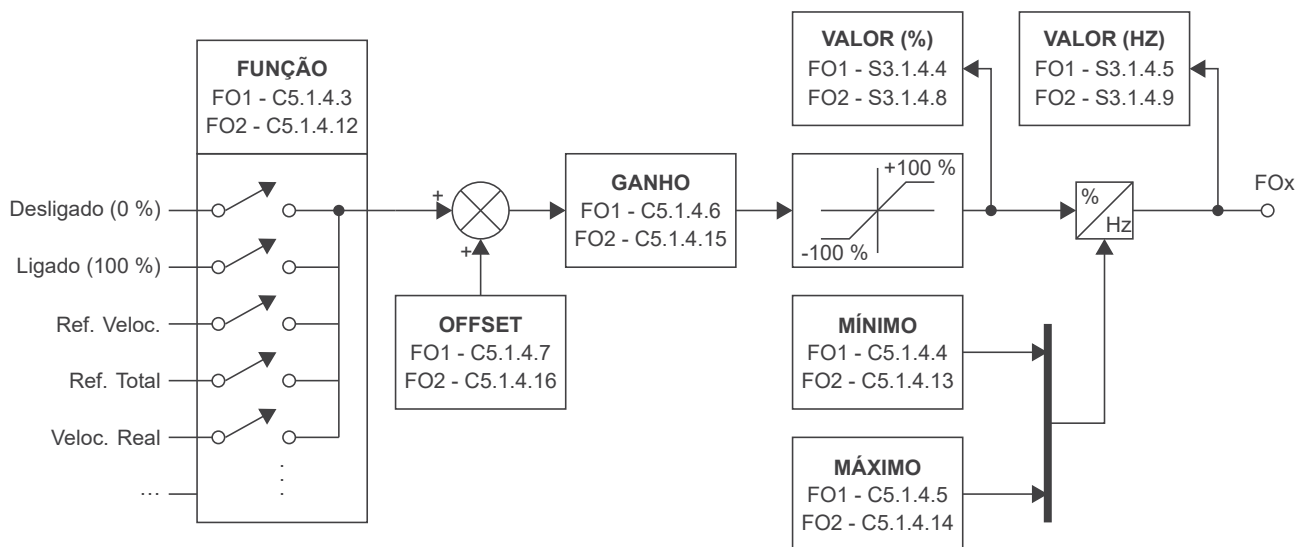 FUNÇÃO
FO1 - C5.1.4.3
FO2 - C5.1.4.12
Desligado (0 %)
Ligado (100 %)
Ref. Veloc.
Ref. Total
Veloc. Real
...
+
+
OFFSET
FO1 - C5.1.4.7
FO2 - C5.1.4.16
GANHO
FO1 - C5.1.4.6
FO2 - C5.1.4.15
+100 %
-100 %
VALOR (%)
FO1 - S3.1.4.4
FO2 - S3.1.4.8
VALOR (HZ)
FO1 - S3.1.4.5
FO2 - S3.1.4.9
%
Hz
FOx
MÍNIMO
FO1 - C5.1.4.4
FO2 - C5.1.4.13
MÁXIMO
FO1 - C5.1.4.5
FO2 - C5.1.4.14